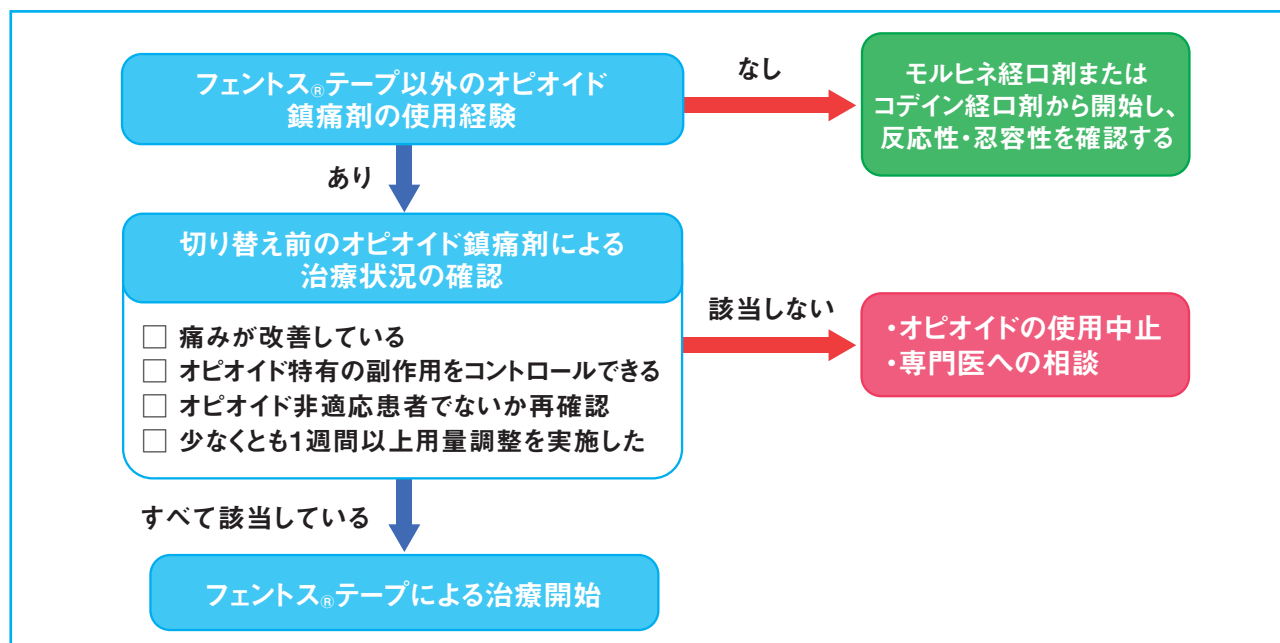 フェントス®テープ以外のオピオイド
鎮痛剤の使用経験
なし
モルヒネ経口剤または
コデイン経口剤から開始し、
反応性・忍容性を確認する
あり
切り替え前のオピオイド鎮痛剤による
治療状況の確認
□ 痛みが改善している
□ オピオイド特有の副作用をコントロールできる
□ オピオイド非適応患者でないか再確認
□ 少なくとも1週間以上用量調整を実施した
該当しない
・オピオイドの使用中止
・専門医への相談
すべて該当している
フェントス®テープによる治療開始